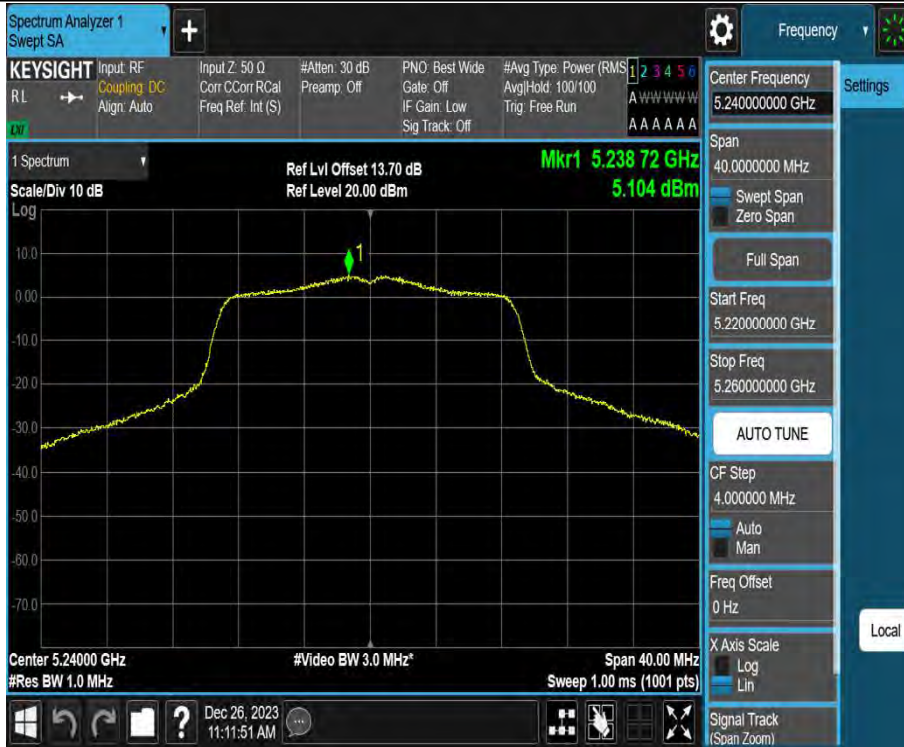 Spectrum Analyzer 1
Swept SA
+
Frequency
KEYSIGHT
RL
Input: RF
Coupling: DC
Align: Auto
Input Z: 50 Ω
Corr CCorr RCal
Freq Ref: Int (S)
#Atten: 30 dB
Preamp: Off
PNO: Best Wide
Gate: Off
IF Gain: Low
Sig Track: Off
#Avg Type: Power (RMS
Avg|Hold: 100/100
Trig: Free Run
1 2 3 4 5 6
A W W W W W
A A A A A A
LXI
1 Spectrum
Scale/Div 10 dB
Ref Lvl Offset 13.70 dB
Ref Level 20.00 dBm
Mkr1 5.238 72 GHz
5.104 dBm
Log
10.0
0.00
-10.0
-20.0
-30.0
-40.0
-50.0
-60.0
-70.0
1
Center 5.24000 GHz
#Res BW 1.0 MHz
#Video BW 3.0 MHz*
Span 40.00 MHz
Sweep 1.00 ms (1001 pts)
?
Dec 26, 2023
11:11:51 AM
Center Frequency
5.240000000 GHz
Span
40.0000000 MHz
Swept Span
Zero Span
Full Span
Start Freq
5.220000000 GHz
Stop Freq
5.260000000 GHz
AUTO TUNE
CF Step
4.000000 MHz
Auto
Man
Freq Offset
0 Hz
X Axis Scale
Log
Lin
Signal Track
(Span Zoom)
Settings
Local